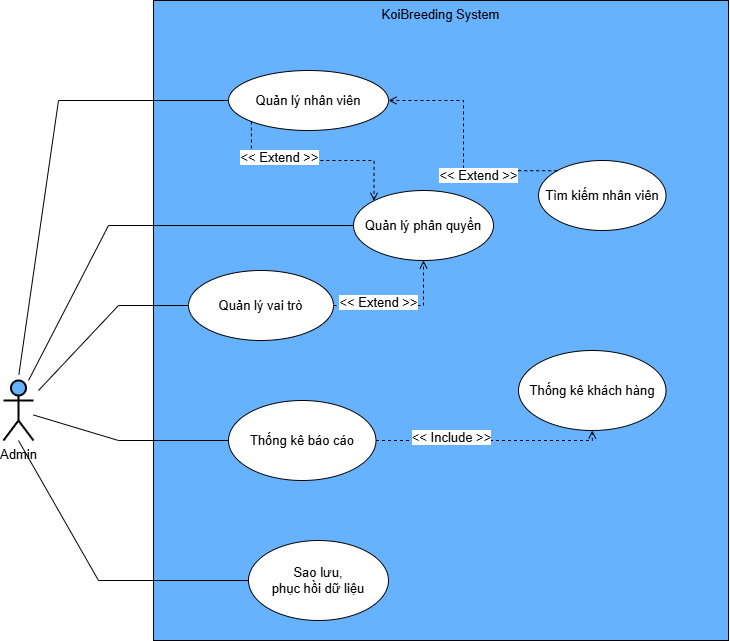 KoiBreeding System
Quản lý nhân viên
<< Extend >>
<< Extend >>
Tìm kiếm nhân viên
Quản lý phân quyền
Quản lý vai trò
<< Extend >>
Thống kê khách hàng
Thống kê báo cáo
<< Include >>
Admin
Sao lưu,
phục hồi dữ liệu